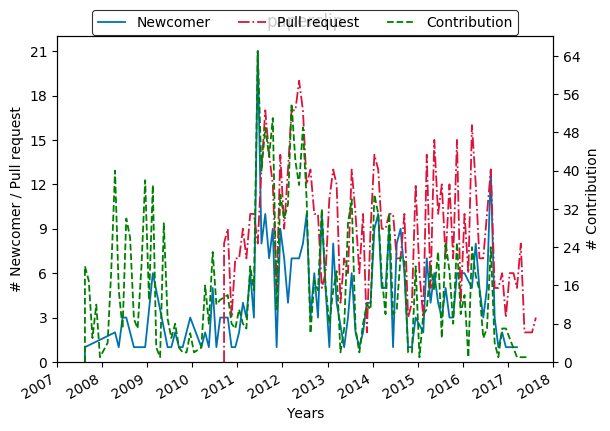 paperclip
Newcomer
Pull request
Contribution
# Newcomer / Pull request
21
18
15
12
9
6
3
0
64
56
48
40
32
24
16
8
0
# Contribution
2007 2008 2009 2010 2011 2012 2013 2014 2015 2016 2017 2018
Years